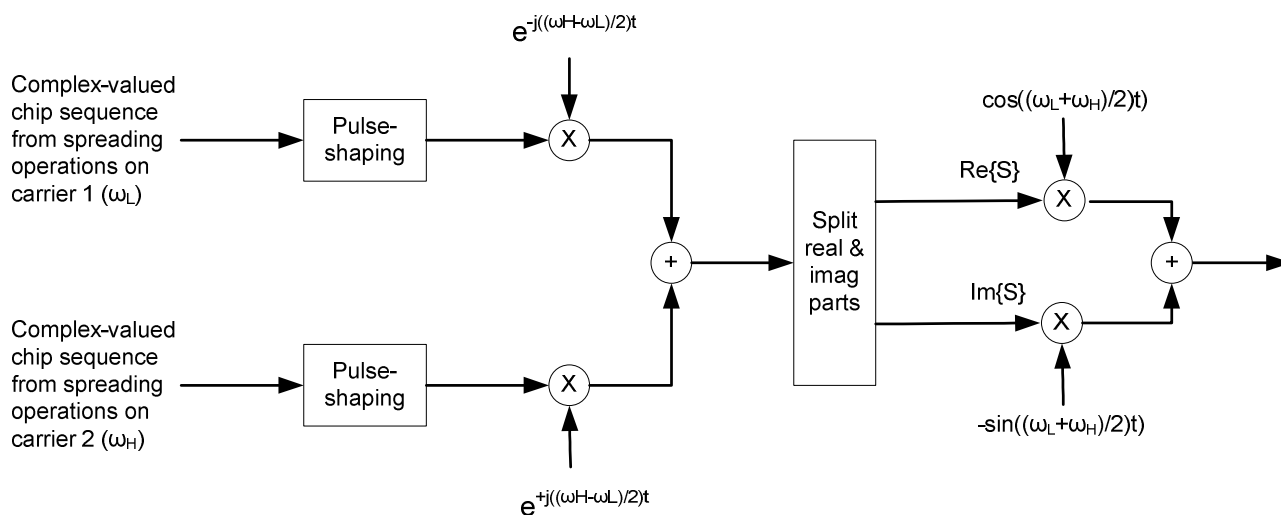 e-j((ωH-ωL)/2)t
Complex-valued
chip sequence
from spreading
operations on
carrier 1 (ωL)
Pulse-
shaping
X
cos((ωL+ωH)/2)t)
Re{S}
X
Split
real &
imag
parts
+
+
Im{S}
X
-sin((ωL+ωH)/2)t)
Complex-valued
chip sequence
from spreading
operations on
carrier 2 (ωH)
Pulse-
shaping
X
e+j((ωH-ωL)/2)t